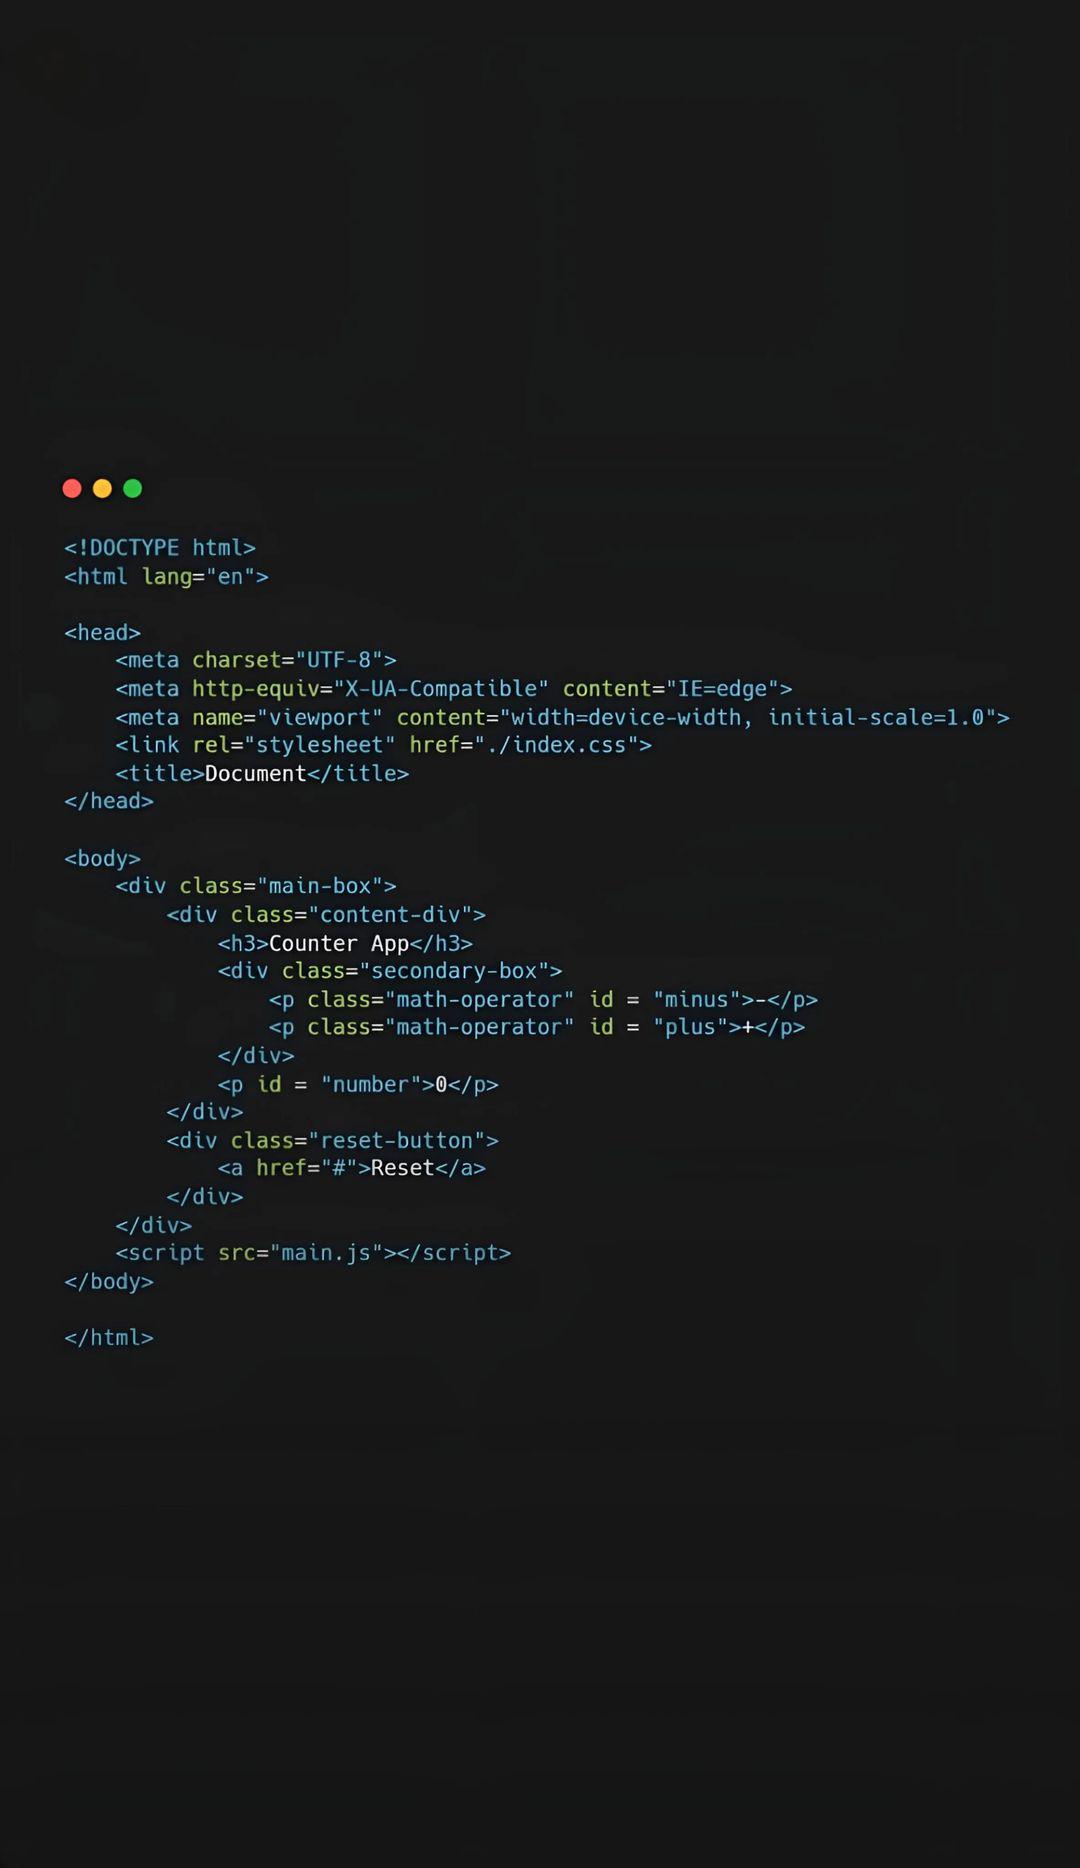 <!DOCTYPE html>
<html lang="en">
<head>
<meta charset="UTF-8">
<meta http-equiv="X-UA-Compatible" content="IE=edge">
<meta name="viewport" content="width=device-width, initial-scale=1.0">
<link rel="stylesheet" href="./index.css">
<title>Document</title>
</head>
<body>
<div class="main-box">
<div class="content-div">
<h3>Counter App</h3>
<div class="secondary-box">
<p class="math-operator" id = "minus">-</p>
<p class="math-operator" id = "plus">+</p>
</div>
<p id = "number">0</p>
</div>
<div class="reset-button">
<a href="#">Reset</a>
</div>
</div>
<script src="main.js"></script>
</body>
</html>